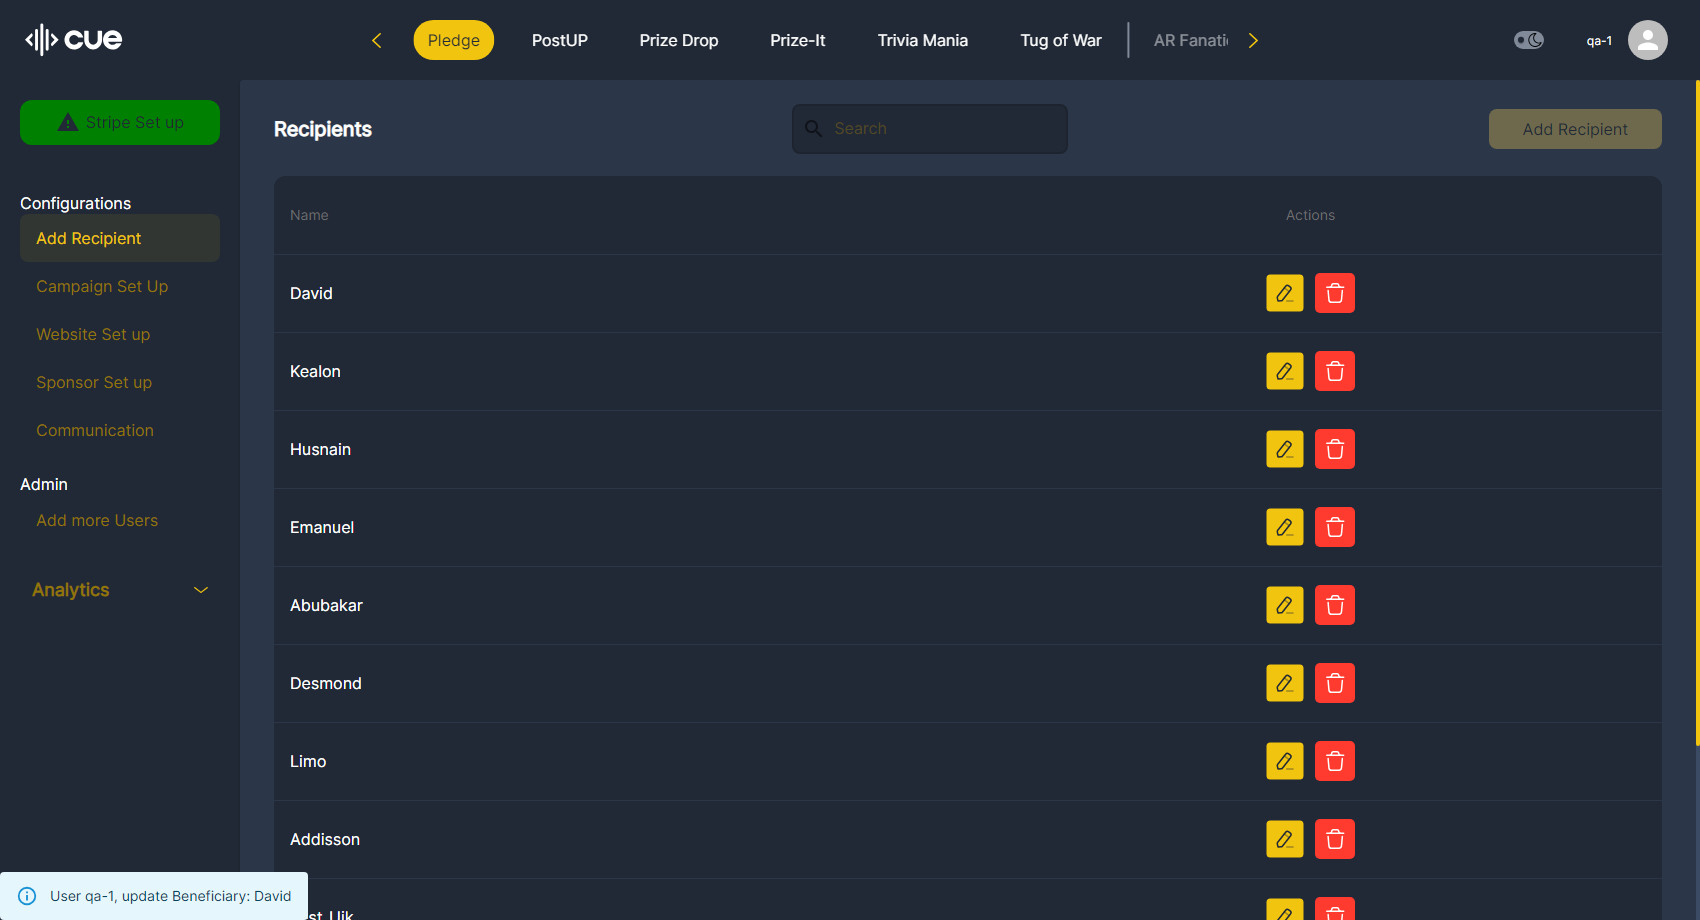 cue
Pledge
PostUP
Prize Drop
Prize-It
Trivia Mania
Tug of War
AR Fanati
qa-1
Stripe Set up
Configurations
Add Recipient
Campaign Set Up
Website Set up
Sponsor Set up
Communication
Admin
Add more Users
Analytics
Recipients
Search
Add Recipient
Name
Actions
David
Kealon
Husnain
Emanuel
Abubakar
Desmond
Limo
Addisson
User qa-1, update Beneficiary: David